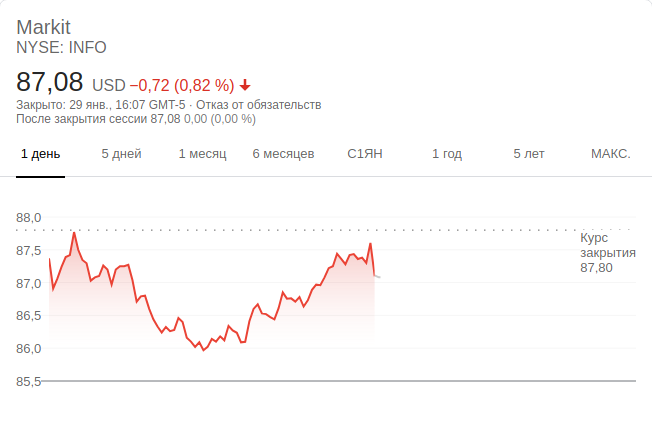 Markit
NYSE: INFO
87,08 USD −0,72 (0,82 %)
Закрыто: 29 янв., 16:07 GMT-5 · Отказ от обязательств
После закрытия сессии 87,08 0,00 (0,00 %)
1 день 5 дней 1 месяц 6 месяцев С1ЯН 1 год 5 лет МАКС.
88,0
Курс
87,5
закрытия
87,80
87,0
86,5
86,0
85,5